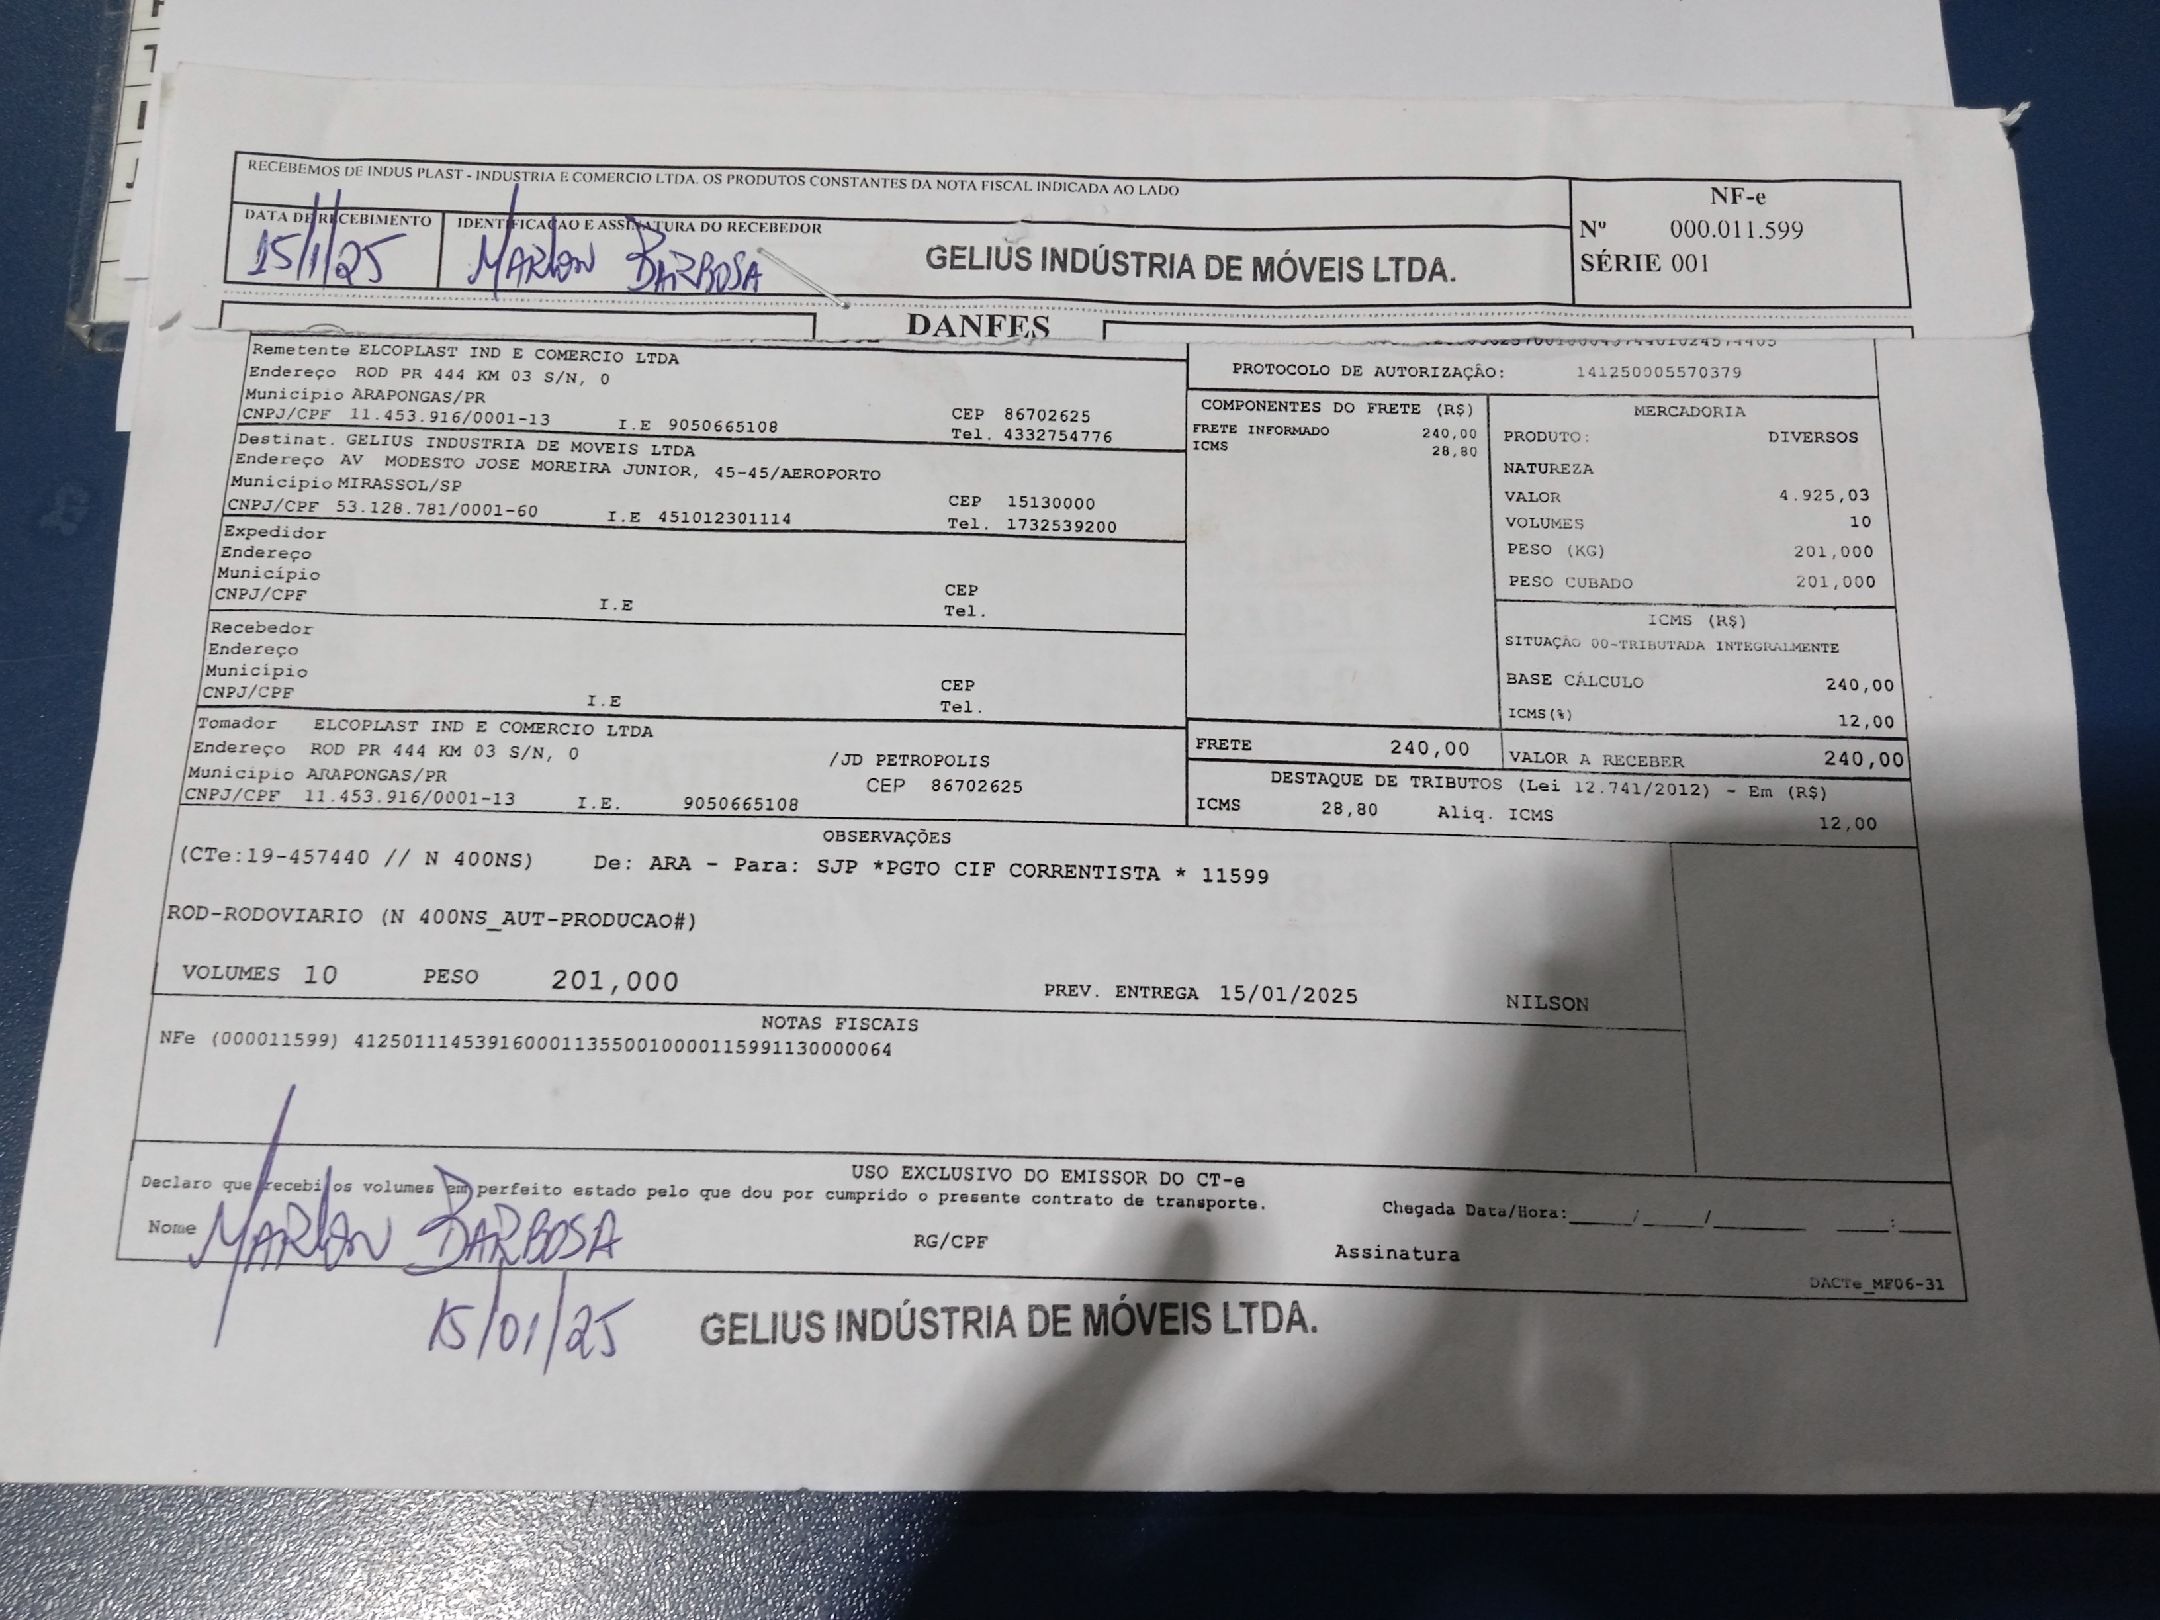 RECEBEMOS DE INDUS PLAST - INDUSTRIA E COMERCIO LTDA. OS PRODUTOS CONSTANTES DA NOTA FISCAL INDICADA AO LADO
DATA DE RECEBIMENTO
IDENTIFICAÇAO E ASSINATURA DO RECEBEDOR
15/1/25
MARLON BARBOSA
GELIUS INDÚSTRIA DE MÓVEIS LTDA.
NF-e
Nº 000.011.599
SÉRIE 001
DANFES
Remetente ELCOPLAST IND E COMERCIO LTDA
Endereço ROD PR 444 KM 03 S/N, 0
Município ARAPONGAS/PR
CNPJ/CPF 11.453.916/0001-13 I.E 9050665108
CEP 86702625
Tel. 4332754776
Destinat. GELIUS INDUSTRIA DE MOVEIS LTDA
Endereço AV MODESTO JOSE MOREIRA JUNIOR, 45-45/AEROPORTO
Município MIRASSOL/SP
CNPJ/CPF 53.128.781/0001-60 I.E 451012301114
CEP 15130000
Tel. 1732539200
Expedidor
Endereço
Município
CNPJ/CPF I.E
CEP
Tel.
Recebedor
Endereço
Município
CNPJ/CPF I.E
CEP
Tel.
Tomador ELCOPLAST IND E COMERCIO LTDA
Endereço ROD PR 444 KM 03 S/N, 0 /JD PETROPOLIS
Município ARAPONGAS/PR CEP 86702625
CNPJ/CPF 11.453.916/0001-13 I.E. 9050665108
PROTOCOLO DE AUTORIZAÇÃO: 141250005570379
COMPONENTES DO FRETE (R$)
FRETE INFORMADO 240,00
ICMS 28,80
MERCADORIA
PRODUTO: DIVERSOS
NATUREZA
VALOR 4.925,03
VOLUMES 10
PESO (KG) 201,000
PESO CUBADO 201,000
ICMS (R$)
SITUAÇÃO 00-TRIBUTADA INTEGRALMENTE
BASE CÁLCULO 240,00
ICMS(%) 12,00
FRETE 240,00
VALOR A RECEBER 240,00
DESTAQUE DE TRIBUTOS (Lei 12.741/2012) - Em (R$)
ICMS 28,80 Aliq. ICMS 12,00
OBSERVAÇÕES
(CTe:19-457440 // N 400NS) De: ARA - Para: SJP *PGTO CIF CORRENTISTA * 11599
ROD-RODOVIARIO (N 400NS_AUT-PRODUCAO#)
VOLUMES 10 PESO 201,000 PREV. ENTREGA 15/01/2025 NILSON
NOTAS FISCAIS
NFe (000011599) 41250111453916000113550010000115991130000064
USO EXCLUSIVO DO EMISSOR DO CT-e
Declaro que recebi os volumes em perfeito estado pelo que dou por cumprido o presente contrato de transporte.
Chegada Data/Hora:____/____/______ ____:____
Nome MARLON BARBOSA RG/CPF Assinatura
DACTe_MF06-31
15/01/25
GELIUS INDÚSTRIA DE MÓVEIS LTDA.